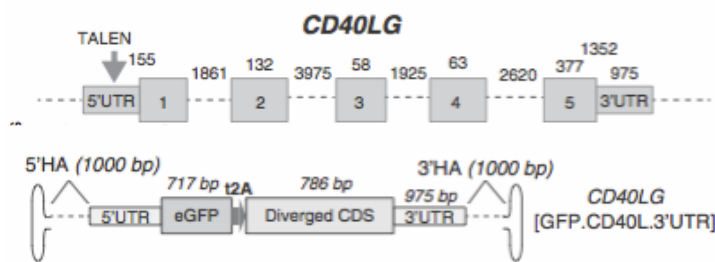 CD40LG
TALEN
155 1861 132 3975 58 1925 63 2620 377 1352 975
5'UTR 1 2 3 4 5 3'UTR
5'HA (1000 bp) 717 bp t2A 786 bp 975 bp 3'HA (1000 bp)
5'UTR eGFP Diverged CDS 3'UTR
CD40LG
[GFP.CD40L.3'UTR]